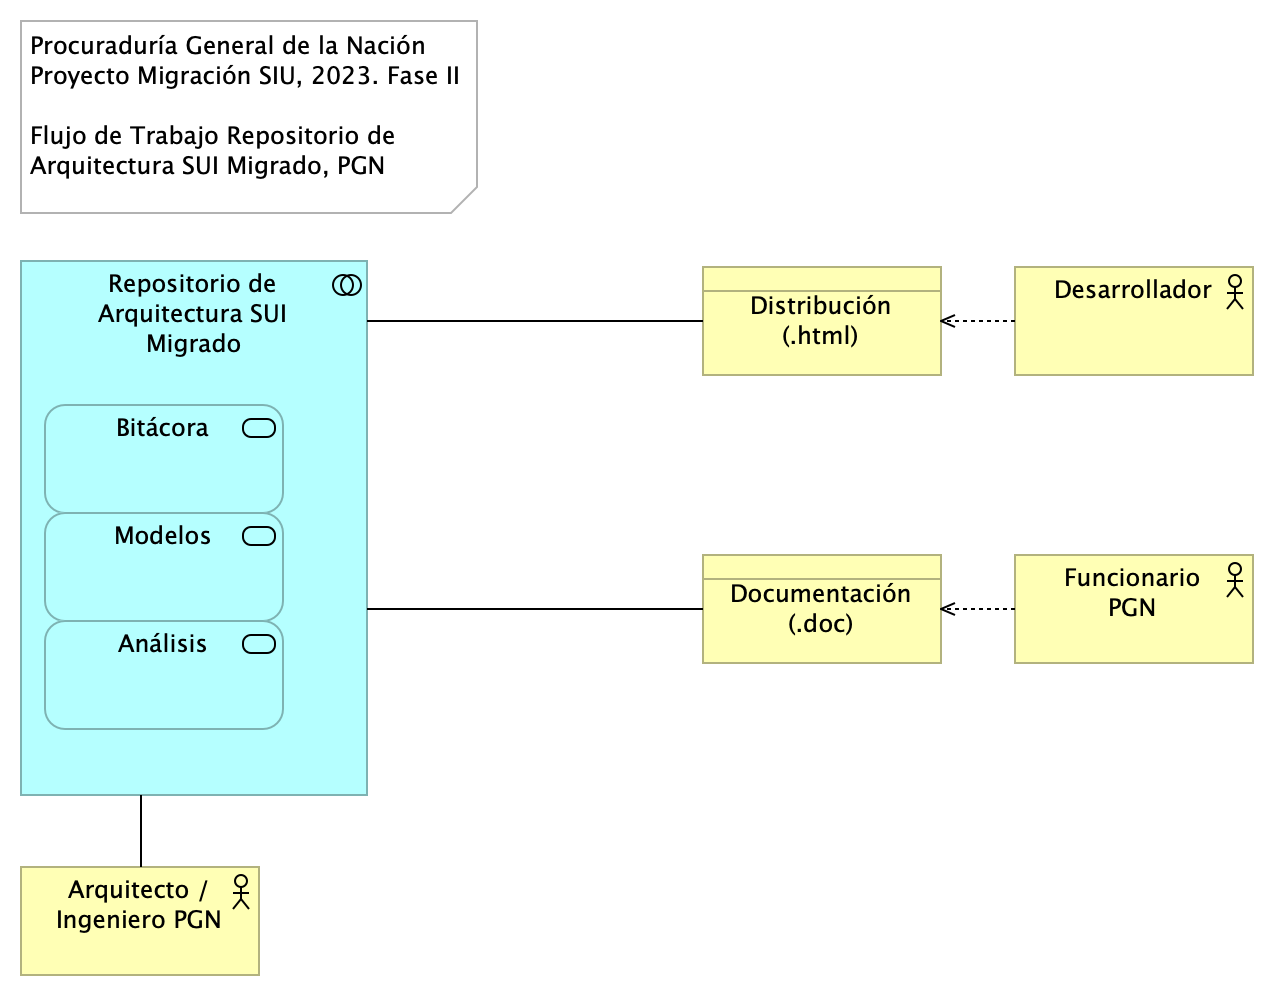 Procuraduría General de la Nación
Proyecto Migración SIU, 2023. Fase II
Flujo de Trabajo Repositorio de
Arquitectura SUI Migrado, PGN
Repositorio de
Arquitectura SUI
Migrado
Bitácora
Modelos
Análisis
Distribución
(.html)
Desarrollador
Documentación
(.doc)
Funcionario
PGN
Arquitecto /
Ingeniero PGN